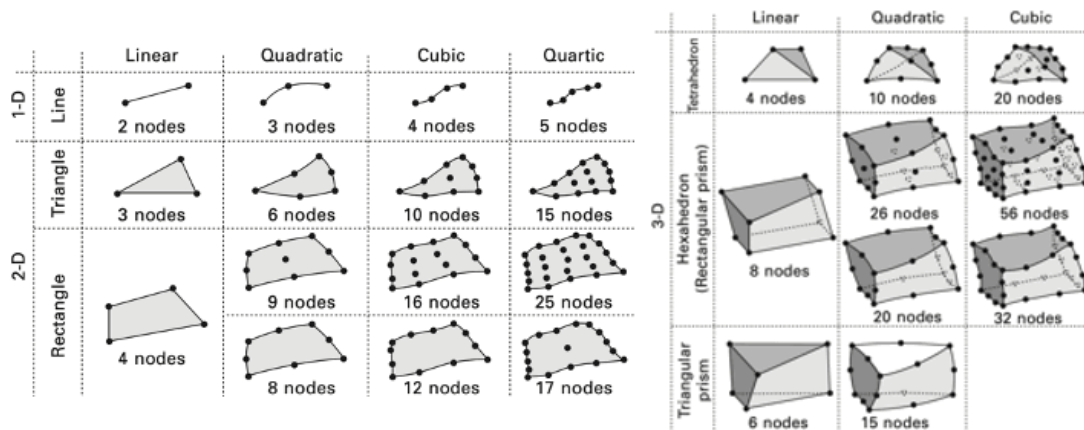 Linear Quadratic Cubic Quartic
1-D
Line
2 nodes 3 nodes 4 nodes 5 nodes
2-D
Triangle
3 nodes 6 nodes 10 nodes 15 nodes
Rectangle
9 nodes 16 nodes 25 nodes
4 nodes
8 nodes 12 nodes 17 nodes
Linear Quadratic Cubic
3-D
Tetrahedron
4 nodes 10 nodes 20 nodes
Hexahedron
(Rectangular prism)
26 nodes 56 nodes
8 nodes
20 nodes 32 nodes
Triangular
prism
6 nodes 15 nodes